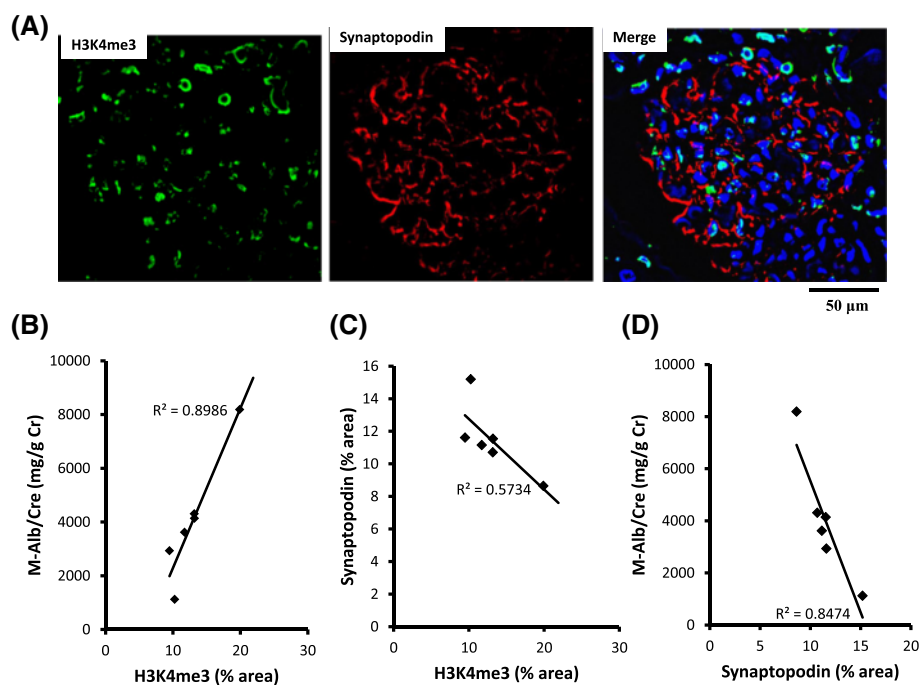 (A)
H3K4me3
Synaptopodin
Merge
50 μm
(B)
10000
8000
6000
4000
2000
0
M-Alb/Cre (mg/g Cr)
R² = 0.8986
0 10 20 30
H3K4me3 (% area)
(C)
16
14
12
10
8
6
4
2
0
Synaptopodin (% area)
R² = 0.5734
0 10 20 30
H3K4me3 (% area)
(D)
10000
8000
6000
4000
2000
0
M-Alb/Cre (mg/g Cr)
R² = 0.8474
0 5 10 15 20
Synaptopodin (% area)